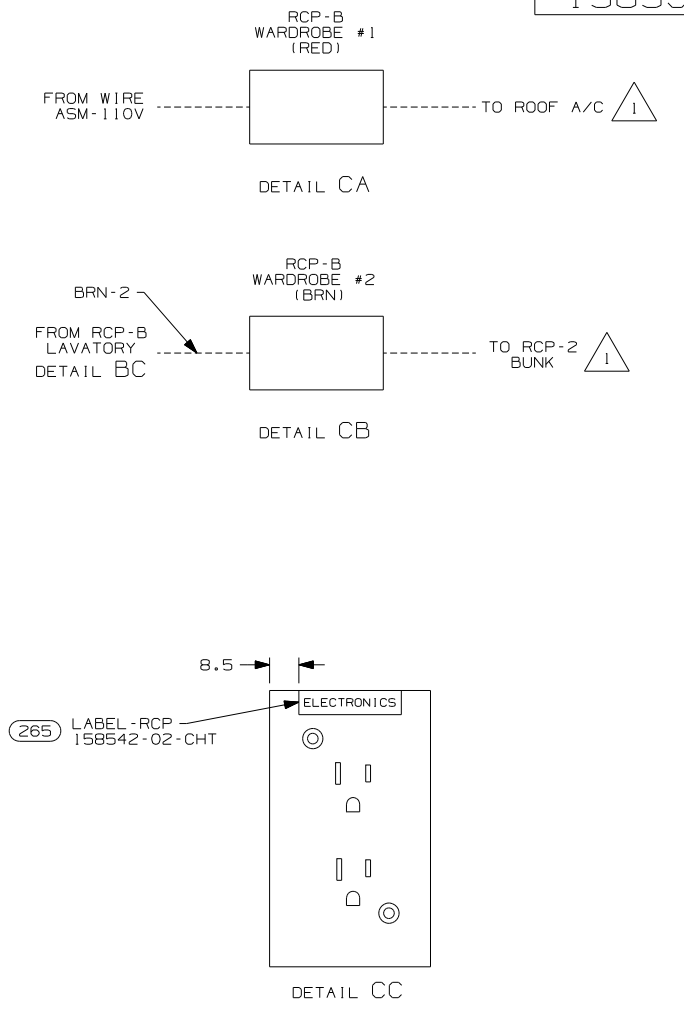 RCP-B
WARDROBE #1
(RED)
FROM WIRE
ASM-110V
TO ROOF A/C
1
DETAIL CA
RCP-B
WARDROBE #2
(BRN)
BRN-2
FROM RCP-B
LAVATORY
DETAIL BC
TO RCP-2
BUNK
1
DETAIL CB
8.5
ELECTRONICS
265
LABEL-RCP
158542-02-CHT
DETAIL CC